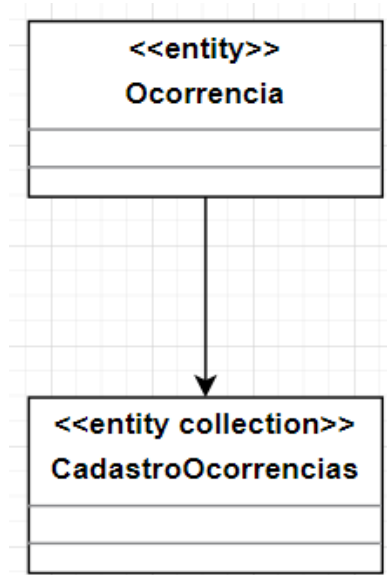 <<entity>>
Ocorrencia
<<entity collection>>
CadastroOcorrencias